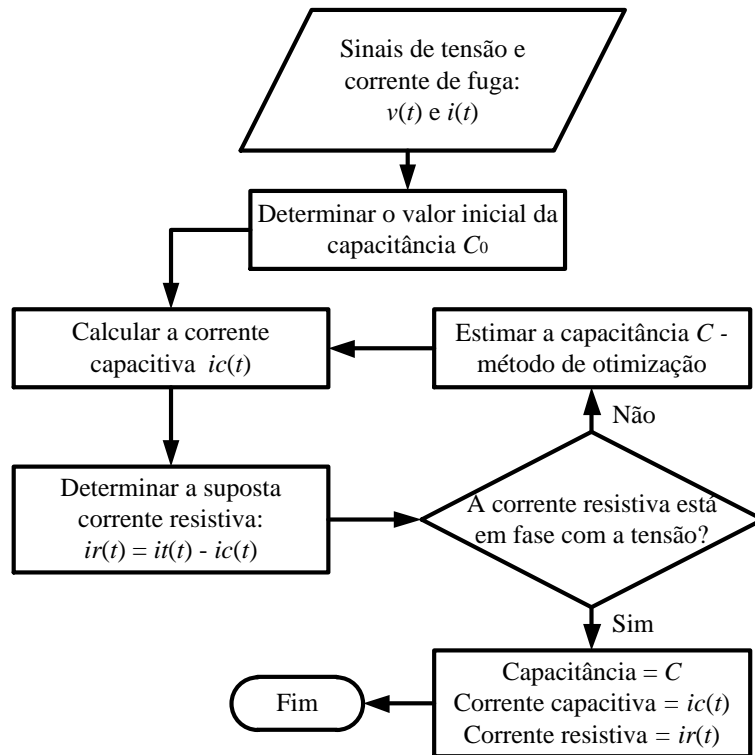 Sinais de tensão e
corrente de fuga:
v(t) e i(t)
Determinar o valor inicial da
capacitância C0
Calcular a corrente
capacitiva ic(t)
Estimar a capacitância C -
método de otimização
Não
Determinar a suposta
corrente resistiva:
ir(t) = it(t) - ic(t)
A corrente resistiva está
em fase com a tensão?
Sim
Capacitância = C
Corrente capacitiva = ic(t)
Corrente resistiva = ir(t)
Fim